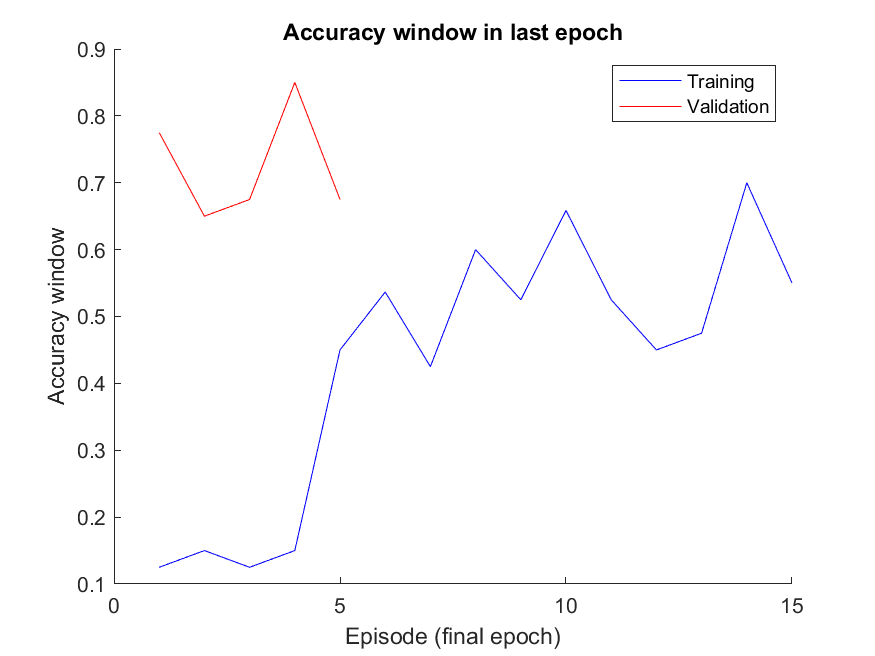 Accuracy window in last epoch
0.9
0.8
0.7
0.6
0.5
0.4
0.3
0.2
0.1
Accuracy window
Training
Validation
0 5 10 15
Episode (final epoch)